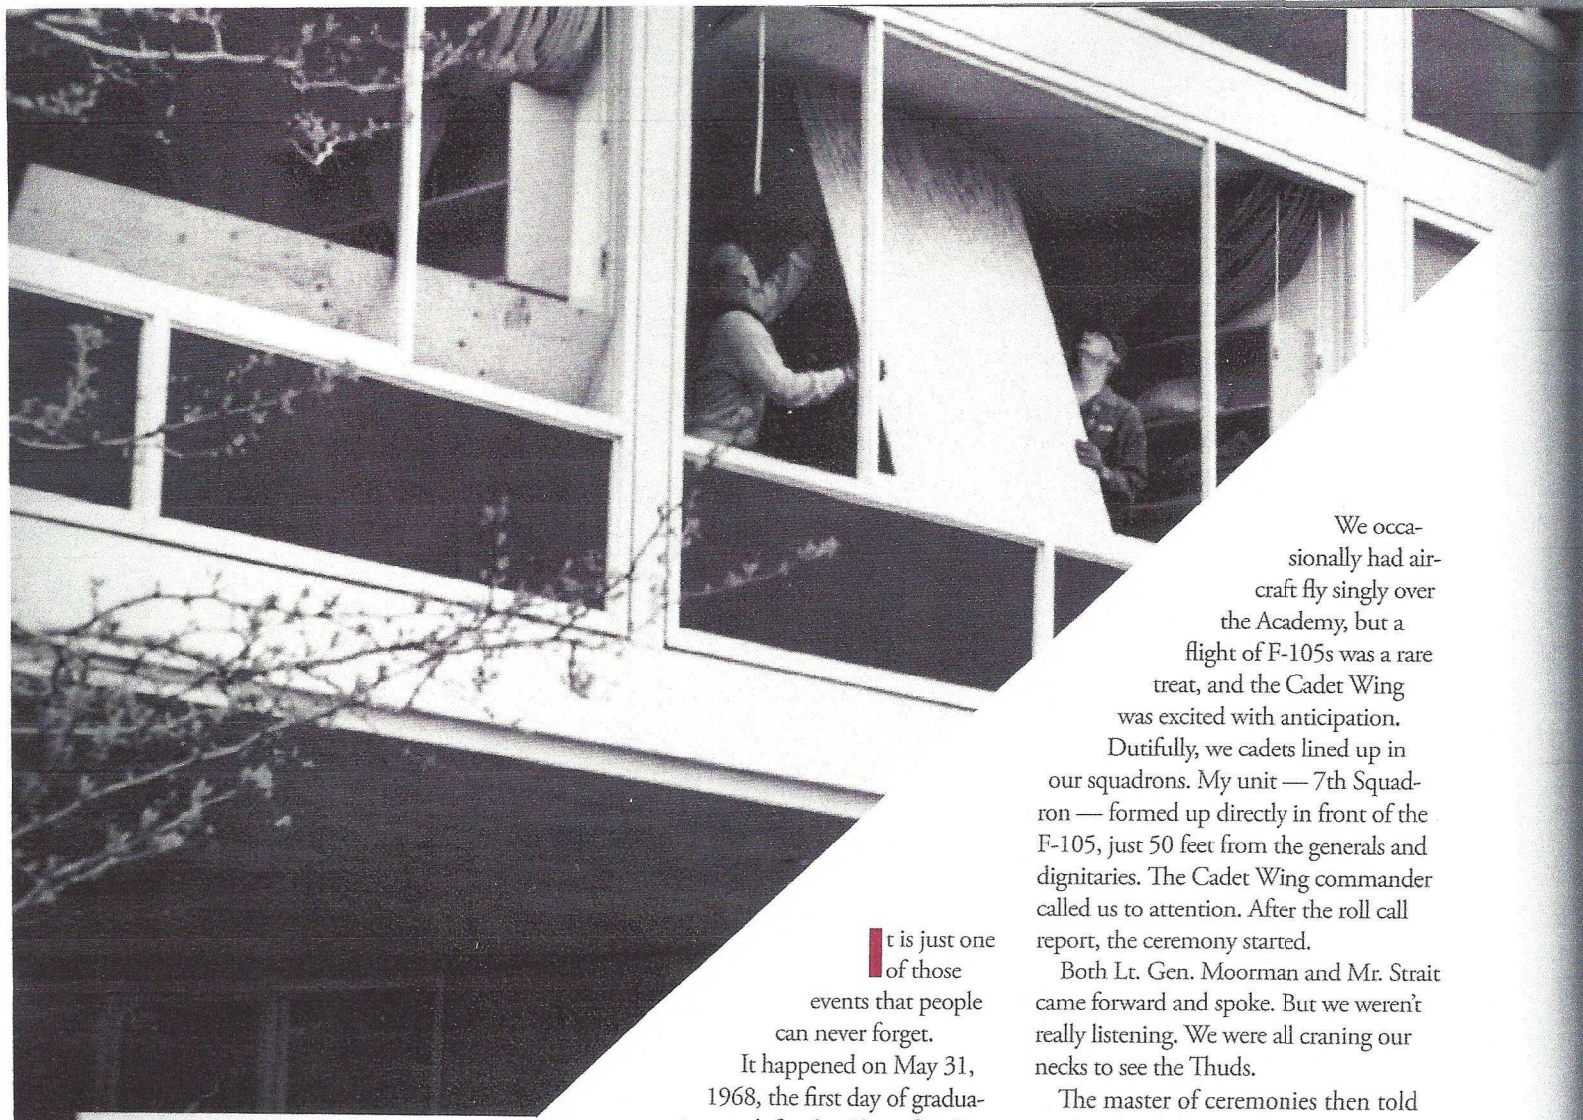 It is just one
of those
events that people
can never forget.
It happened on May 31,
1968, the first day of gradua-
We occa-
sionally had air-
craft fly singly over
the Academy, but a
flight of F-105s was a rare
treat, and the Cadet Wing
was excited with anticipation.
Dutifully, we cadets lined up in
our squadrons. My unit — 7th Squad-
ron — formed up directly in front of the
F-105, just 50 feet from the generals and
dignitaries. The Cadet Wing commander
called us to attention. After the roll call
report, the ceremony started.
Both Lt. Gen. Moorman and Mr. Strait
came forward and spoke. But we weren't
really listening. We were all craning our
necks to see the Thuds.
The master of ceremonies then told